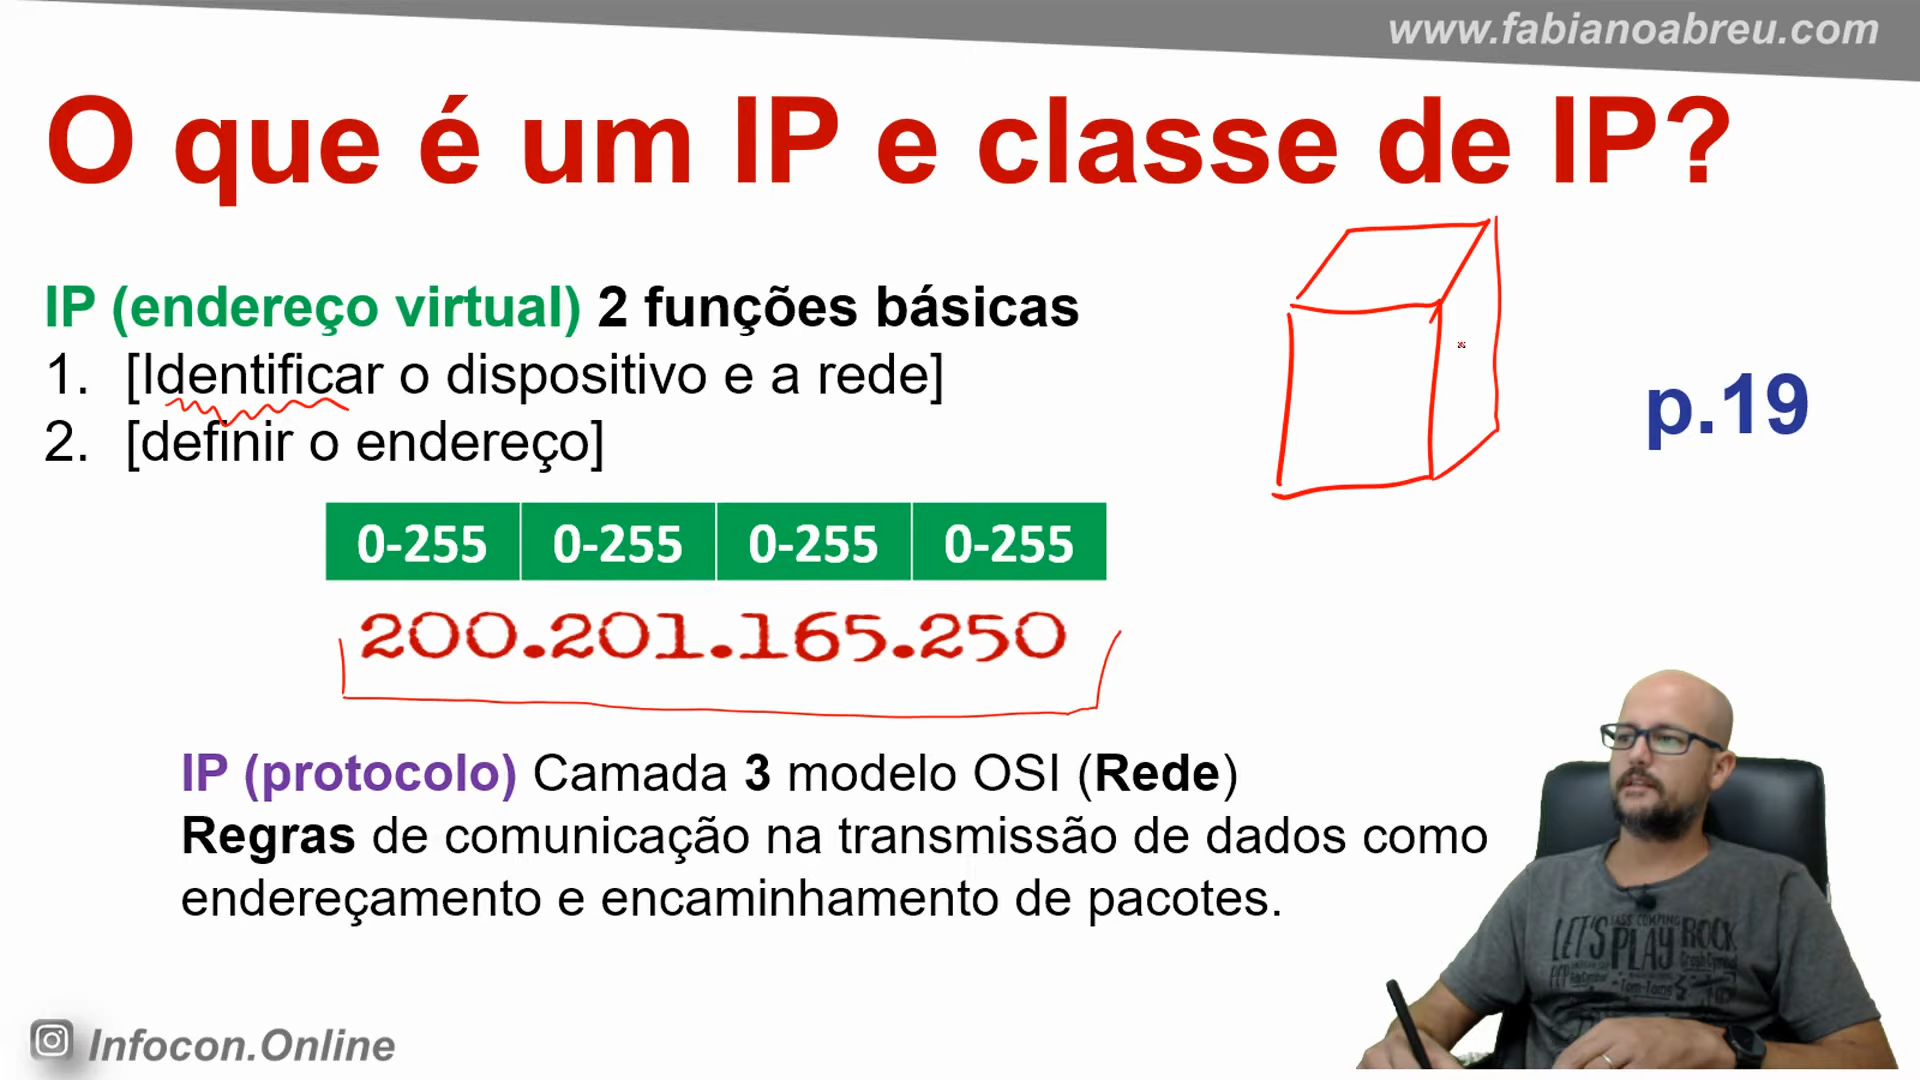 www.fabianoabreu.com
O que é um IP e classe de IP?
IP (endereço virtual) 2 funções básicas
1. [Identificar o dispositivo e a rede]
2. [definir o endereço]
p.19
0-255 0-255 0-255 0-255
200.201.165.250
IP (protocolo) Camada 3 modelo OSI (Rede)
Regras de comunicação na transmissão de dados como
endereçamento e encaminhamento de pacotes.
LET'S PLAY ROCK
Infocon.Online